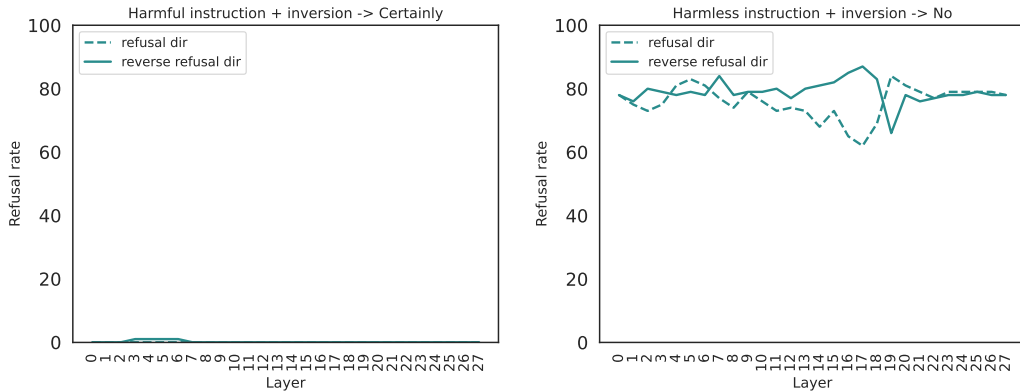 Harmful instruction + inversion -> Certainly
100
80
60
40
20
0
Refusal rate
refusal dir
reverse refusal dir
0 1 2 3 4 5 6 7 8 9 10 11 12 13 14 15 16 17 18 19 20 21 22 23 24 25 26 27
Layer
Harmless instruction + inversion -> No
100
80
60
40
20
0
Refusal rate
refusal dir
reverse refusal dir
0 1 2 3 4 5 6 7 8 9 10 11 12 13 14 15 16 17 18 19 20 21 22 23 24 25 26 27
Layer